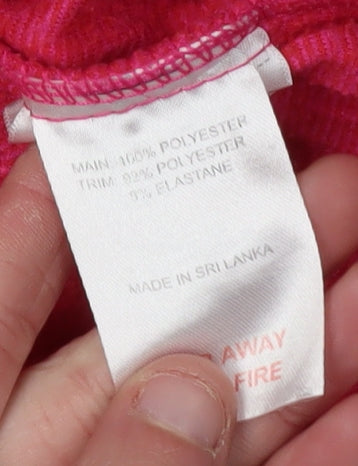 MAIN: 100% POLYESTER
TRIM: 92% POLYESTER
8% ELASTANE
MADE IN SRI LANKA
AWAY
FIRE